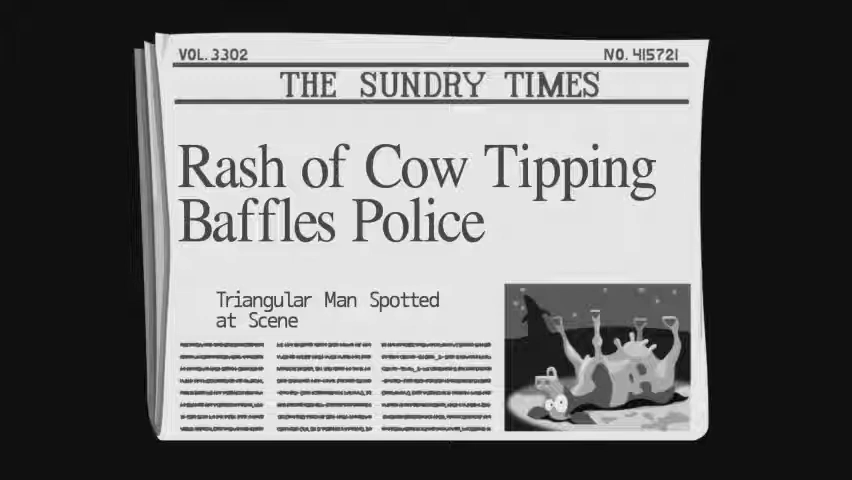 VOL. 3302 NO. 415721
THE SUNDRY TIMES
Rash of Cow Tipping
Baffles Police
Triangular Man Spotted
at Scene